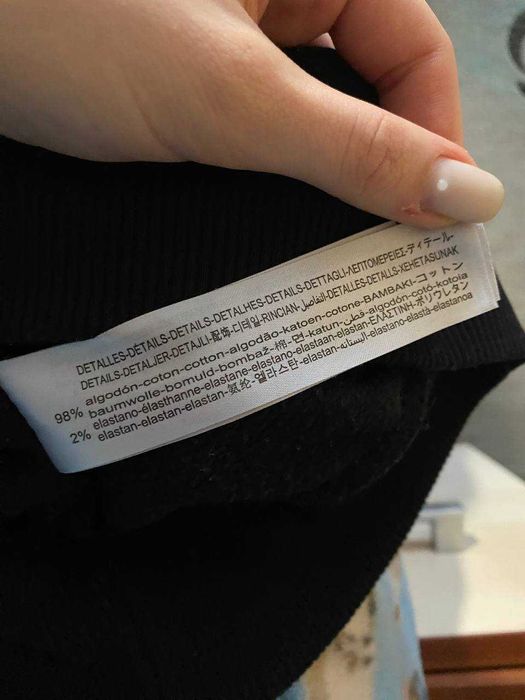 DETALLES-DÉTAILS-DETAILS-DETALHES-DETAILS-DETTAGLI-ΛΕΠΤΟΜΕΡΕΙΕΣ-ディテール-
DETAILS-DETALJER-DETALJI-配饰-디테일-RINCIAN-التفاصيل-DETALLES-DETALLS-XEHETASUNAK
98% algodón-coton-cotton-algodão-katoen-cotone-ΒΑΜΒΑΚΙ-コットン
baumwolle-bomuld-bombaž-棉-면-katun-قطن-algodón-cotó-kotoia
2% elastano-élasthanne-elastane-elastano-elastaan-elastan-ΕΛΑΣΤΙΝΗ-ポリウレタン
elastan-elastan-elastan-氨纶-엘라스탄-elastan-اليستانه-elastano-elastà-elastanoa